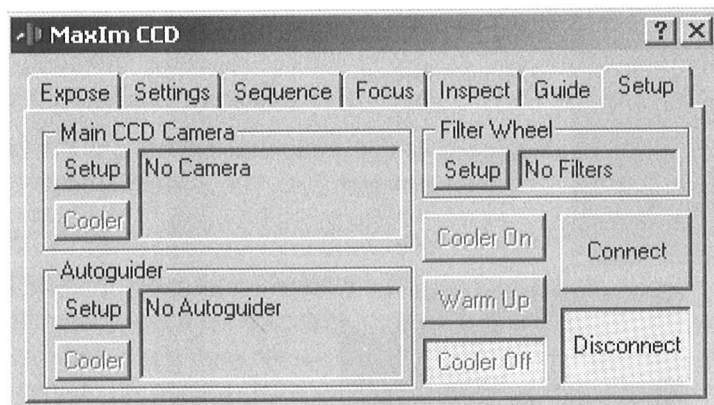 MaxIm CCD ? X
Expose Settings Sequence Focus Inspect Guide Setup
Main CCD Camera
Setup No Camera
Cooler
Filter Wheel
Setup No Filters
Autoguider
Setup No Autoguider
Cooler
Cooler On
Warm Up
Cooler Off
Connect
Disconnect